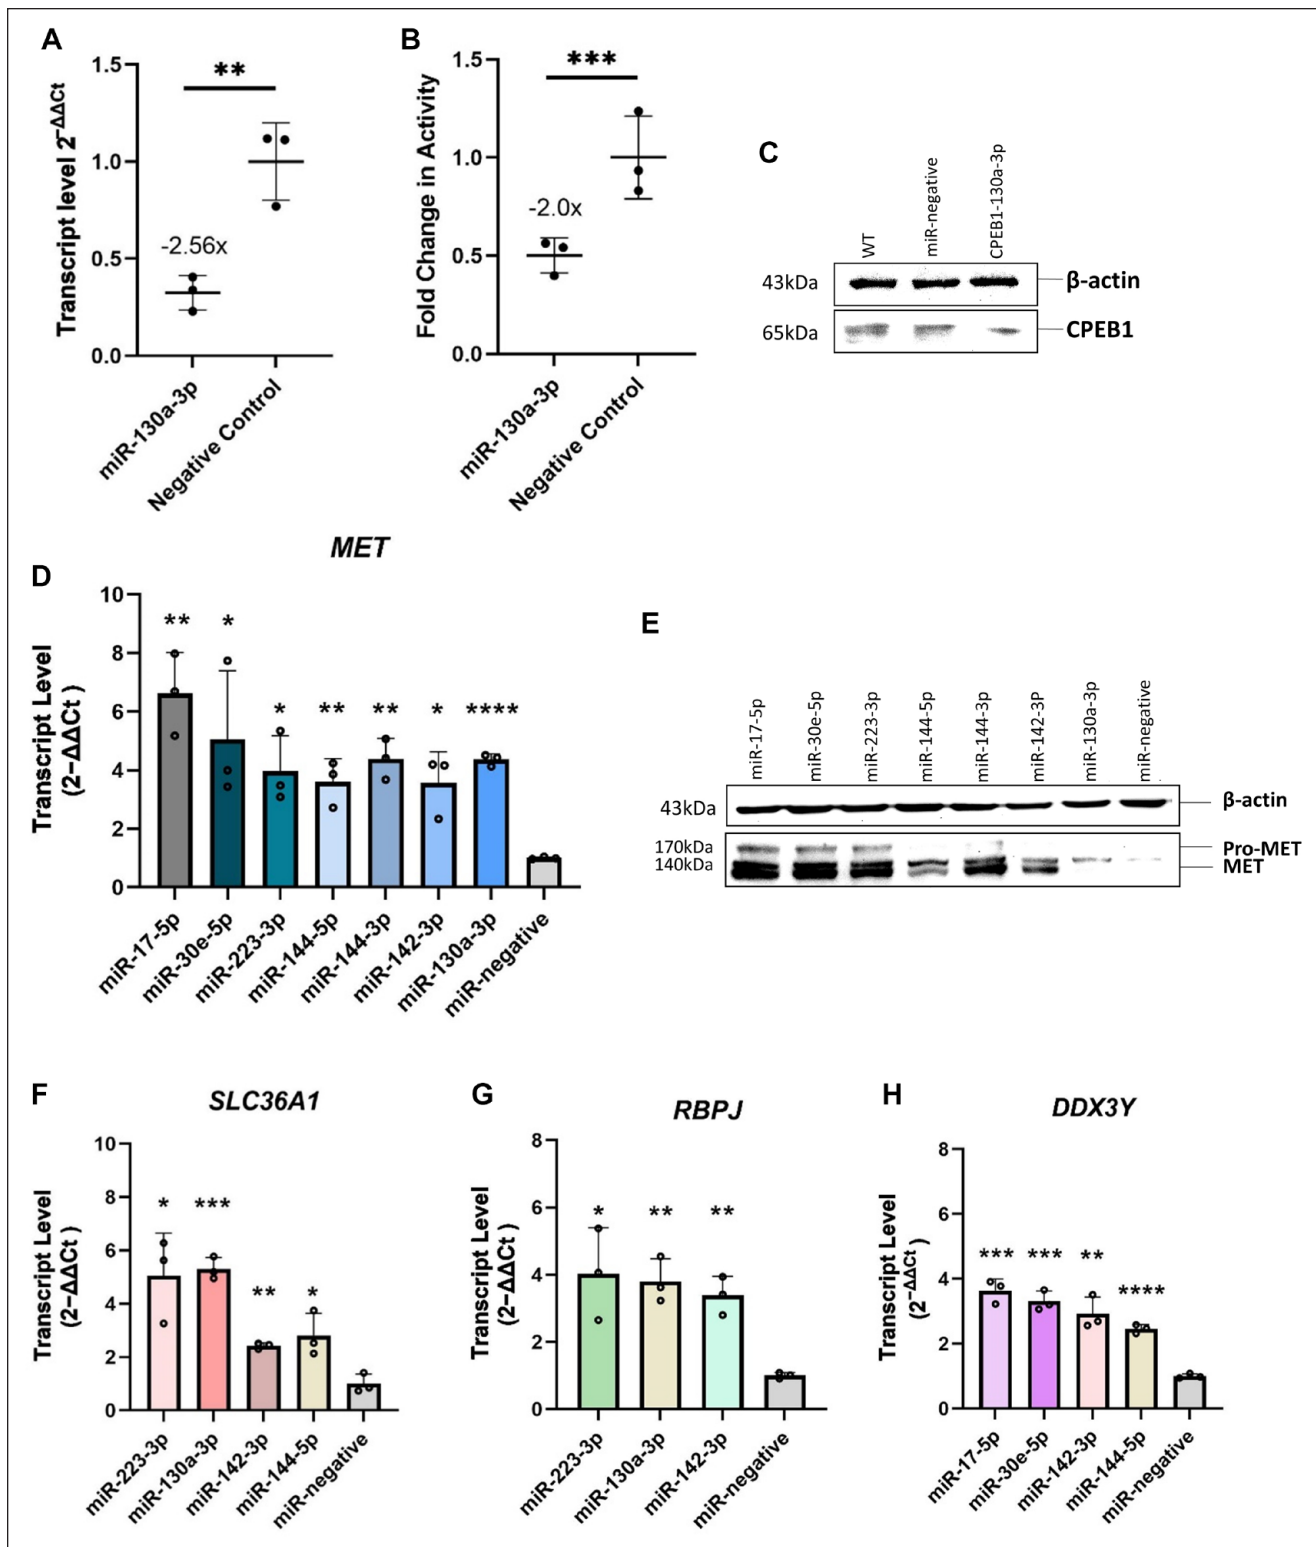 A
Transcript level 2−ΔΔCt
1.5
1.0
0.5
0.0
**
-2.56x
miR-130a-3p
Negative Control
B
Fold Change in Activity
1.5
1.0
0.5
0.0
***
-2.0x
miR-130a-3p
Negative Control
C
WT
miR-negative
CPEB1-130a-3p
43kDa
β-actin
65kDa
CPEB1
D
MET
Transcript Level
(2−ΔΔCt )
10
8
6
4
2
0
** * * ** ** * ****
miR-17-5p
miR-30e-5p
miR-223-3p
miR-144-5p
miR-144-3p
miR-142-3p
miR-130a-3p
miR-negative
E
miR-17-5p
miR-30e-5p
miR-223-3p
miR-144-5p
miR-144-3p
miR-142-3P
miR-130a-3p
miR-negative
43kDa
β-actin
170kDa
Pro-MET
140kDa
MET
F
SLC36A1
Transcript Level
(2−ΔΔCt )
10
8
6
4
2
0
* *** ** *
miR-223-3p
miR-130a-3p
miR-142-3p
miR-144-5p
miR-negative
G
RBPJ
Transcript Level
(2−ΔΔCt )
8
6
4
2
0
* ** **
miR-223-3p
miR-130a-3p
miR-142-3p
miR-negative
H
DDX3Y
Transcript Level
(2−ΔΔCt )
8
6
4
2
0
*** *** ** ****
miR-17-5p
miR-30e-5p
miR-142-3p
miR-144-5p
miR-negative